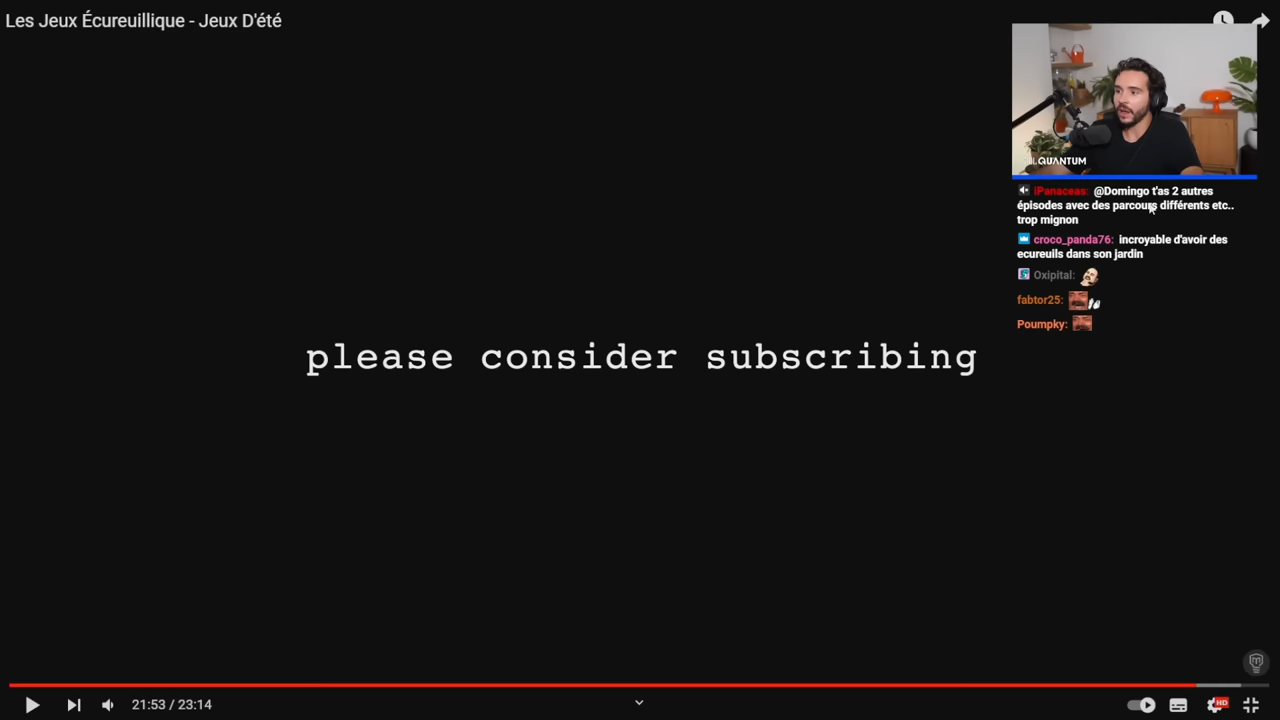 Les Jeux Écureuillique - Jeux D'été
QUANTUM
iPanaceas: @Domingo t'as 2 autres
épisodes avec des parcours différents etc..
trop mignon
croco_panda76: incroyable d'avoir des
ecureuils dans son jardin
Oxipital:
fabtor25:
Poumpky:
please consider subscribing
21:53 / 23:14
HD